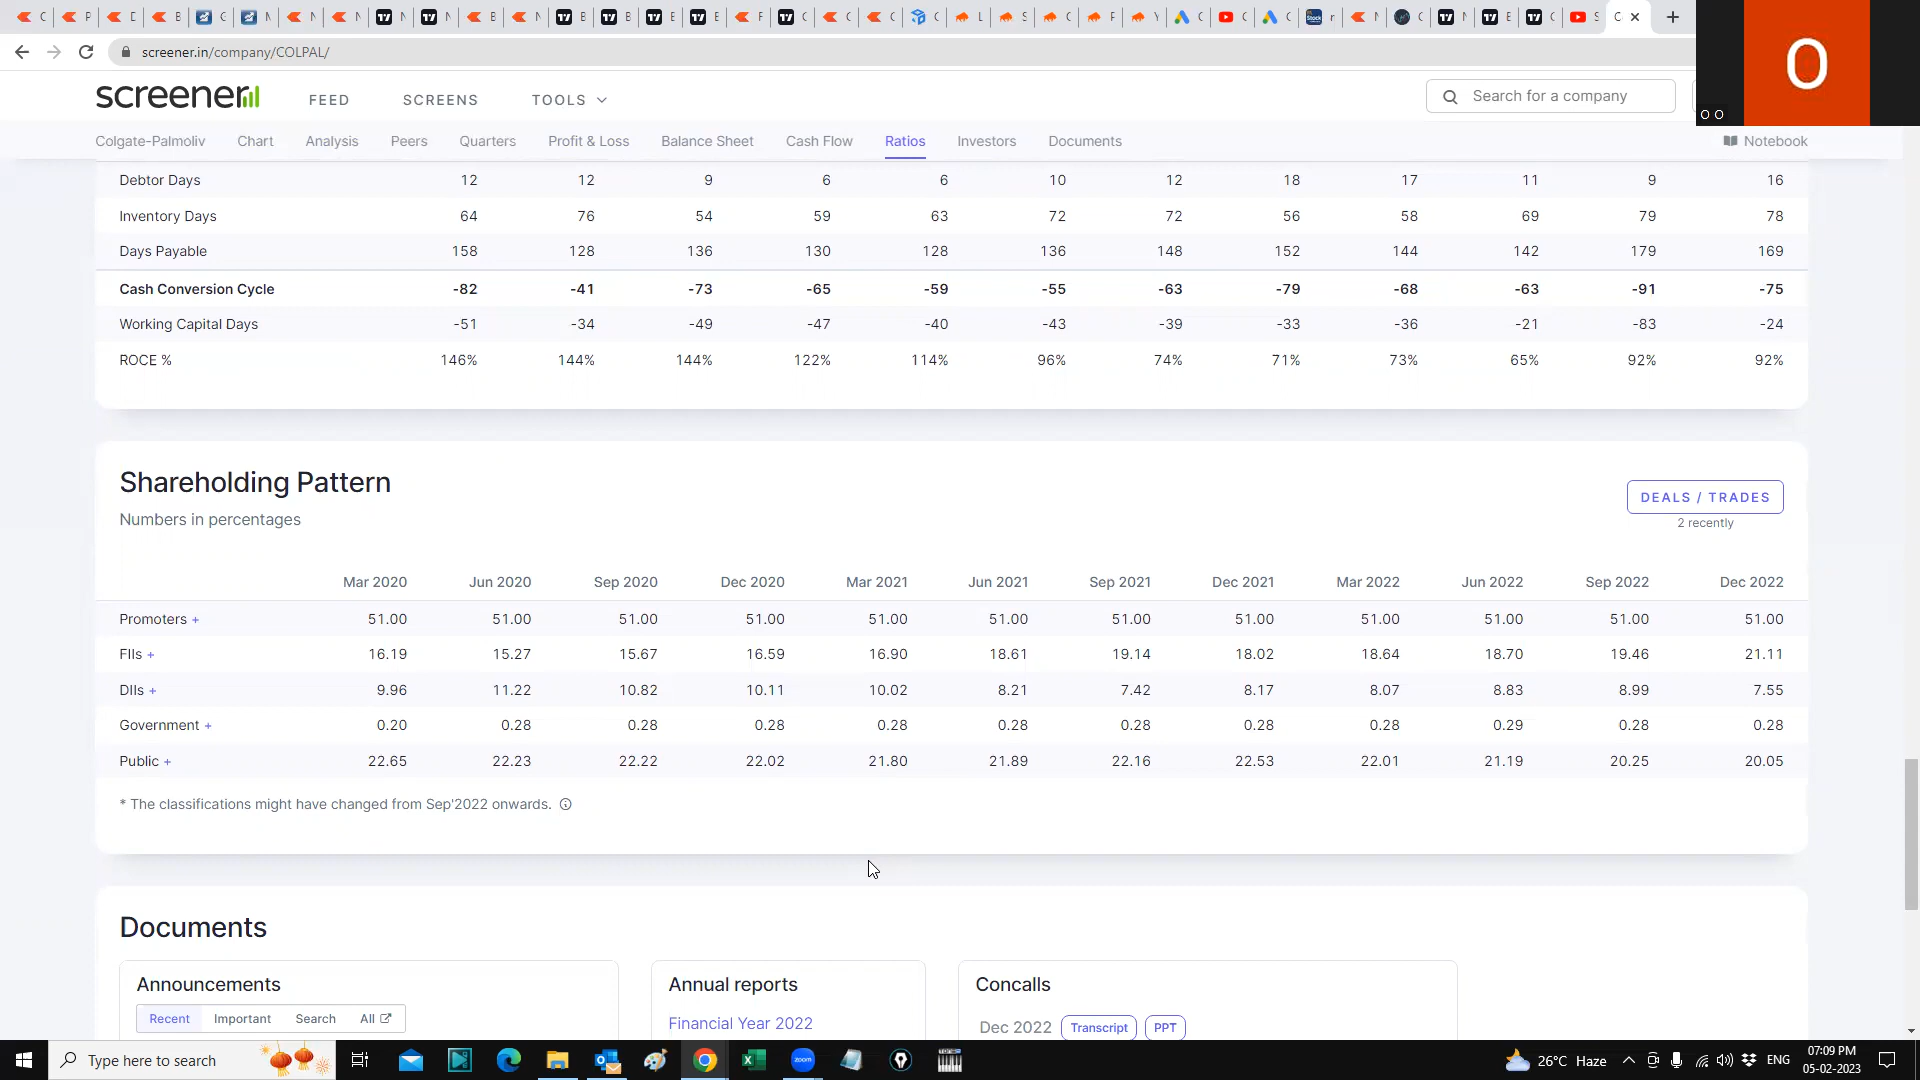 screener.in/company/COLPAL/
screener
FEED SCREENS TOOLS
Search for a company
O
O O
Colgate-Palmoliv Chart Analysis Peers Quarters Profit & Loss Balance Sheet Cash Flow Ratios Investors Documents Notebook
Debtor Days 12 12 9 6 6 10 12 18 17 11 9 16
Inventory Days 64 76 54 59 63 72 72 56 58 69 79 78
Days Payable 158 128 136 130 128 136 148 152 144 142 179 169
Cash Conversion Cycle -82 -41 -73 -65 -59 -55 -63 -79 -68 -63 -91 -75
Working Capital Days -51 -34 -49 -47 -40 -43 -39 -33 -36 -21 -83 -24
ROCE % 146% 144% 144% 122% 114% 96% 74% 71% 73% 65% 92% 92%
Shareholding Pattern
Numbers in percentages
DEALS / TRADES
2 recently
Mar 2020 Jun 2020 Sep 2020 Dec 2020 Mar 2021 Jun 2021 Sep 2021 Dec 2021 Mar 2022 Jun 2022 Sep 2022 Dec 2022
Promoters + 51.00 51.00 51.00 51.00 51.00 51.00 51.00 51.00 51.00 51.00 51.00 51.00
FIIs + 16.19 15.27 15.67 16.59 16.90 18.61 19.14 18.02 18.64 18.70 19.46 21.11
DIIs + 9.96 11.22 10.82 10.11 10.02 8.21 7.42 8.17 8.07 8.83 8.99 7.55
Government + 0.20 0.28 0.28 0.28 0.28 0.28 0.28 0.28 0.28 0.29 0.28 0.28
Public + 22.65 22.23 22.22 22.02 21.80 21.89 22.16 22.53 22.01 21.19 20.25 20.05
* The classifications might have changed from Sep'2022 onwards.
Documents
Announcements
Recent Important Search All
Annual reports
Financial Year 2022
Concalls
Dec 2022 Transcript PPT
Type here to search
zoom
26°C Haze
ENG
07:09 PM
05-02-2023